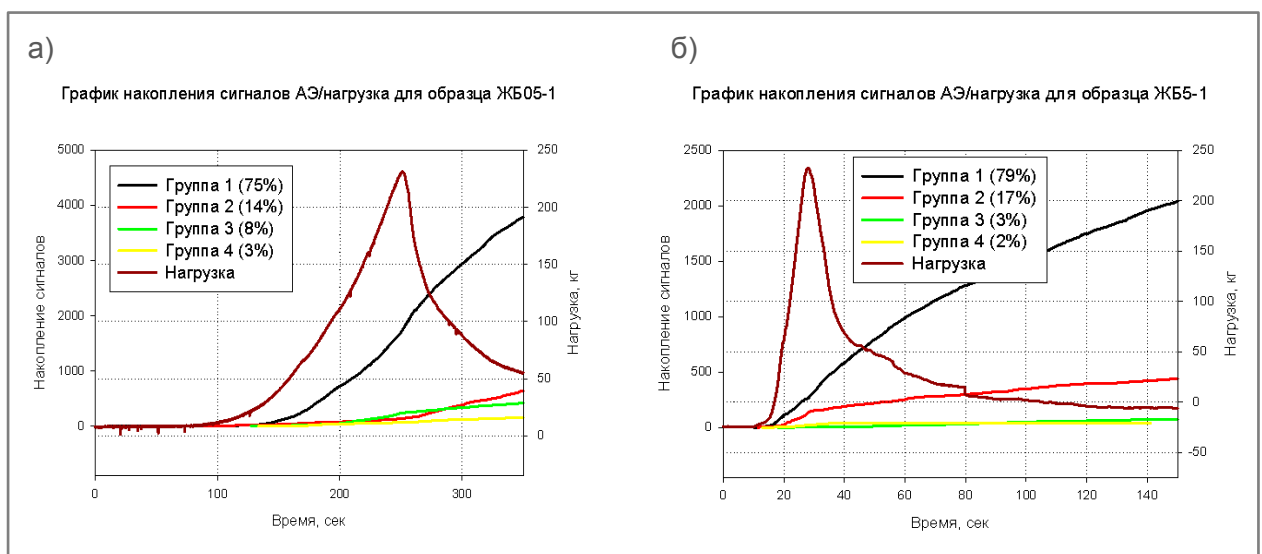 а)
График накопления сигналов АЭ/нагрузка для образца ЖБ05-1
5000
4000
3000
2000
1000
0
Накопление сигналов
250
200
150
100
50
0
Нагрузка, кг
Группа 1 (75%)
Группа 2 (14%)
Группа 3 (8%)
Группа 4 (3%)
Нагрузка
0 100 200 300
Время, сек
б)
График накопления сигналов АЭ/нагрузка для образца ЖБ5-1
2500
2000
1500
1000
500
0
Накопление сигналов
250
200
150
100
50
0
-50
Нагрузка, кг
Группа 1 (79%)
Группа 2 (17%)
Группа 3 (3%)
Группа 4 (2%)
Нагрузка
0 20 40 60 80 100 120 140
Время, сек